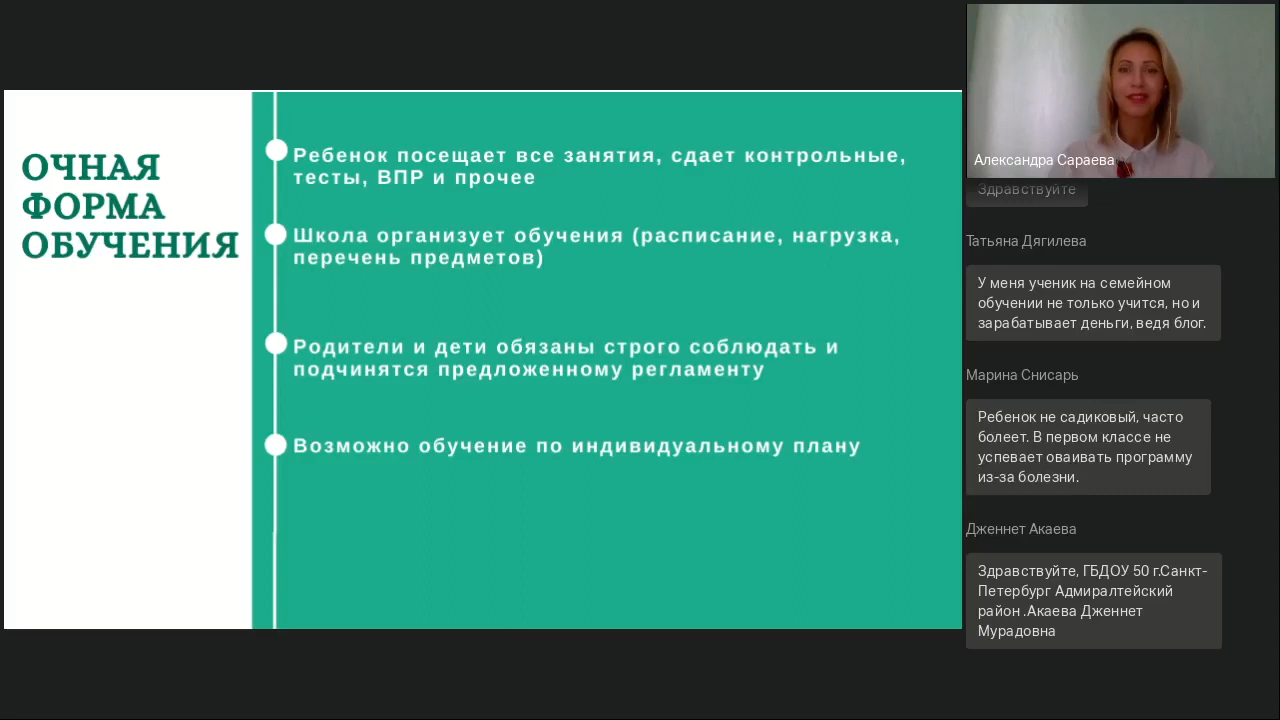 ОЧНАЯ
ФОРМА
ОБУЧЕНИЯ
Ребенок посещает все занятия, сдает контрольные,
тесты, ВПР и прочее
Школа организует обучения (расписание, нагрузка,
перечень предметов)
Родители и дети обязаны строго соблюдать и
подчинятся предложенному регламенту
Возможно обучение по индивидуальному плану
Александра Сараева
Здравствуйте
Татьяна Дягилева
У меня ученик на семейном
обучении не только учится, но и
зарабатывает деньги, ведя блог.
Марина Снисарь
Ребенок не садиковый, часто
болеет. В первом классе не
успевает оваивать программу
из-за болезни.
Дженнет Акаева
Здравствуйте, ГБДОУ 50 г.Санкт-
Петербург Адмиралтейский
район .Акаева Дженнет
Мурадовна